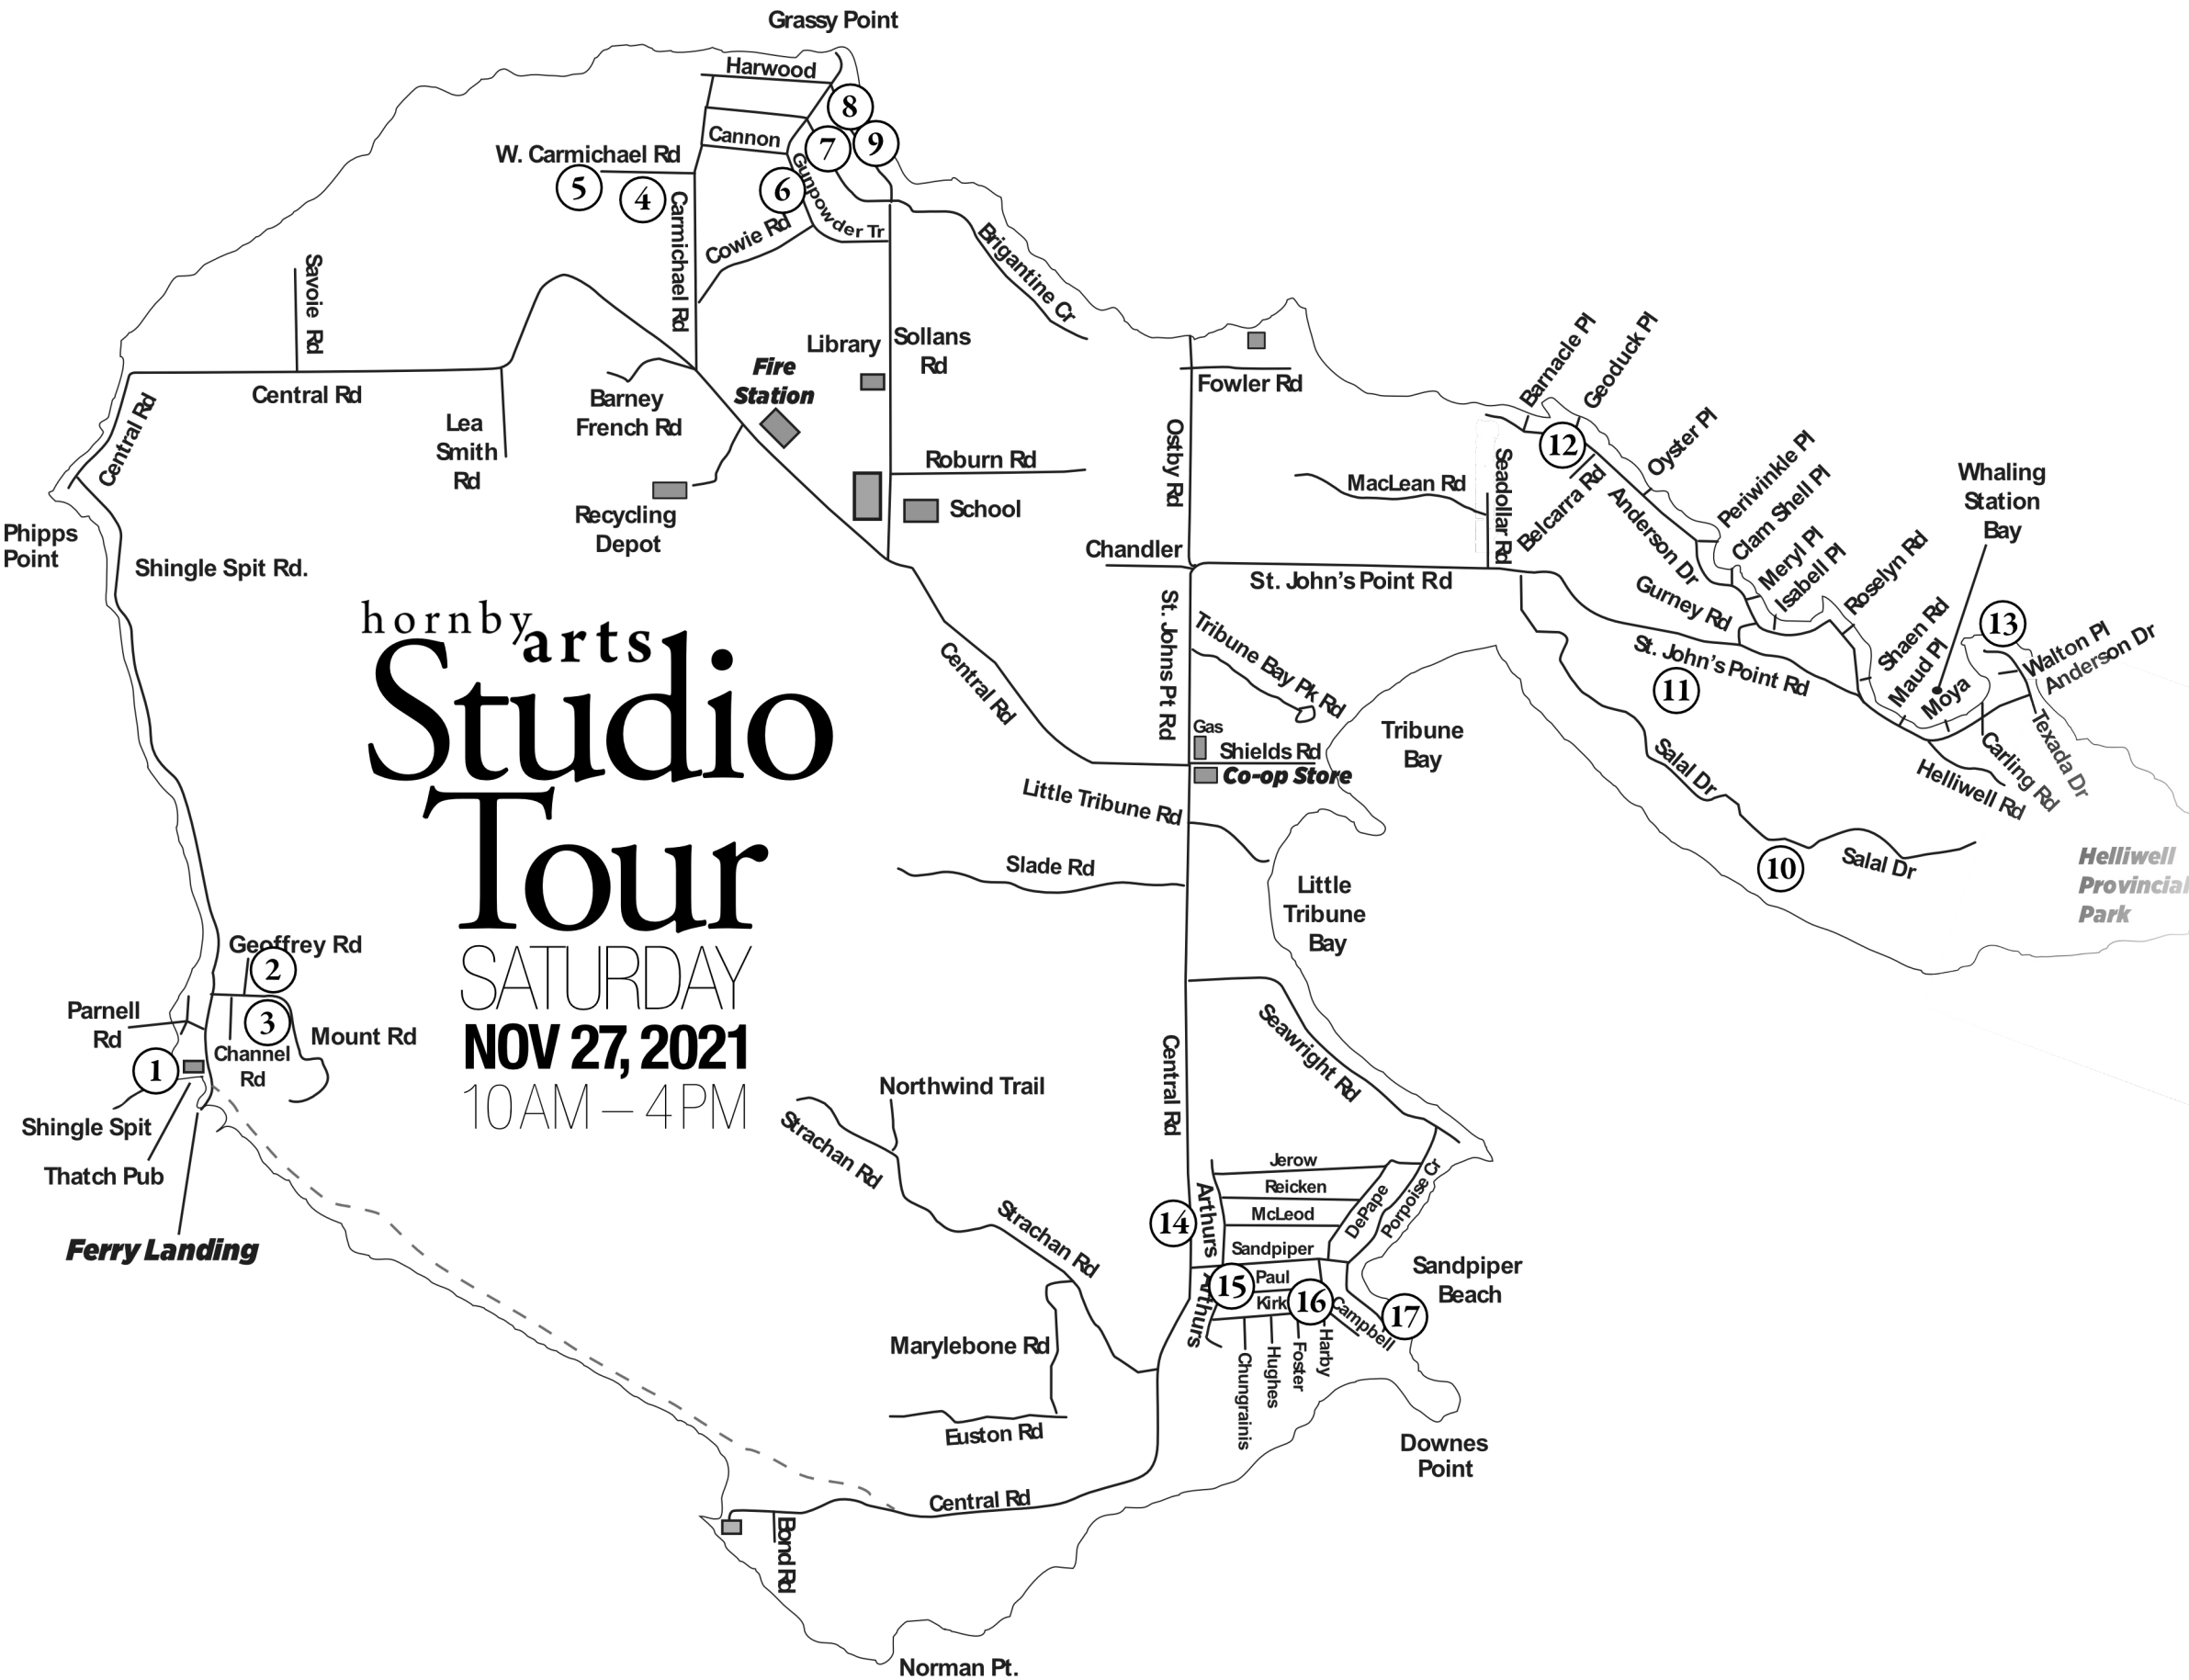 Grassy Point
Harwood
8
Cannon
7
9
W. Carmichael Rd
5
4
6
Gunpowder Tr
Carmichael Rd
Cowie Rd
Brigantine Cr
Savoie Rd
Central Rd
Central Rd
Lea
Smith
Rd
Barney
French Rd
Fire
Station
Library
Sollans
Rd
Recycling
Depot
Roburn Rd
School
Fowler Rd
Ostby Rd
Chandler
MacLean Rd
Seadollar Rd
Barnacle Pl
Geoduck Pl
12
Belcarra Rd
Oyster Pl
Anderson Dr
Periwinkle Pl
Clam Shell Pl
Meryl Pl
Isabell Pl
Roselyn Rd
Gurney Rd
Whaling
Station
Bay
13
Shaen Rd
Maud Pl
Moya
Walton Pl
Anderson Dr
Texada Dr
Carling Rd
Helliwell Rd
Phipps
Point
Shingle Spit Rd.
St. John's Point Rd
St. John's Point Rd
11
St. Johns Pt Rd
Tribune Bay Pk Rd
Central Rd
Gas
Shields Rd
Co-op Store
Tribune
Bay
Salal Dr
10
Salal Dr
Helliwell
Provincial
Park
hornby
arts
Studio
Tour
SATURDAY
NOV 27, 2021
10 AM – 4 PM
Little Tribune Rd
Slade Rd
Little
Tribune
Bay
Geoffrey Rd
2
3
Parnell
Rd
Channel
Rd
Mount Rd
1
Shingle Spit
Thatch Pub
Ferry Landing
Seawright Rd
Central Rd
Northwind Trail
Strachan Rd
Strachan Rd
Jerow
Reicken
McLeod
Arthurs
14
DePape
Porpoise Cr
Sandpiper
15
Paul
Kirk
16
Arthurs
Campbell
17
Sandpiper
Beach
Chungrainis
Hughes
Foster
Harby
Marylebone Rd
Euston Rd
Downes
Point
Central Rd
Bond Rd
Norman Pt.